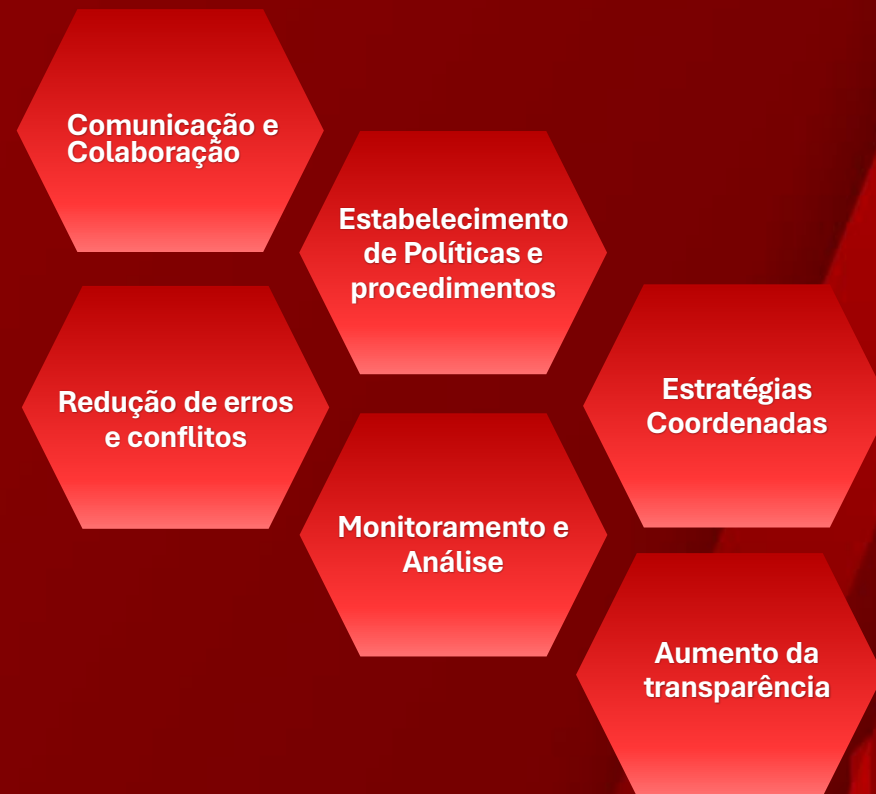 Comunicação e
Colaboração
Estabelecimento
de Políticas e
procedimentos
Redução de erros
e conflitos
Estratégias
Coordenadas
Monitoramento e
Análise
Aumento da
transparência